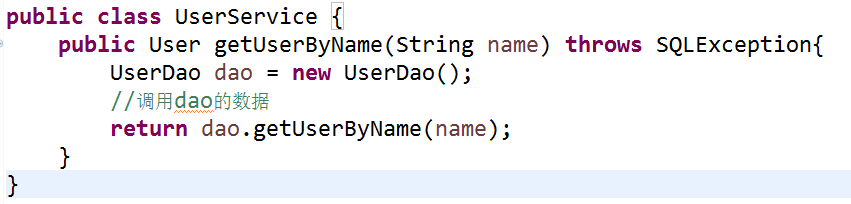 public class UserService {
public User getUserByName(String name) throws SQLException{
UserDao dao = new UserDao();
//调用dao的数据
return dao.getUserByName(name);
}
}